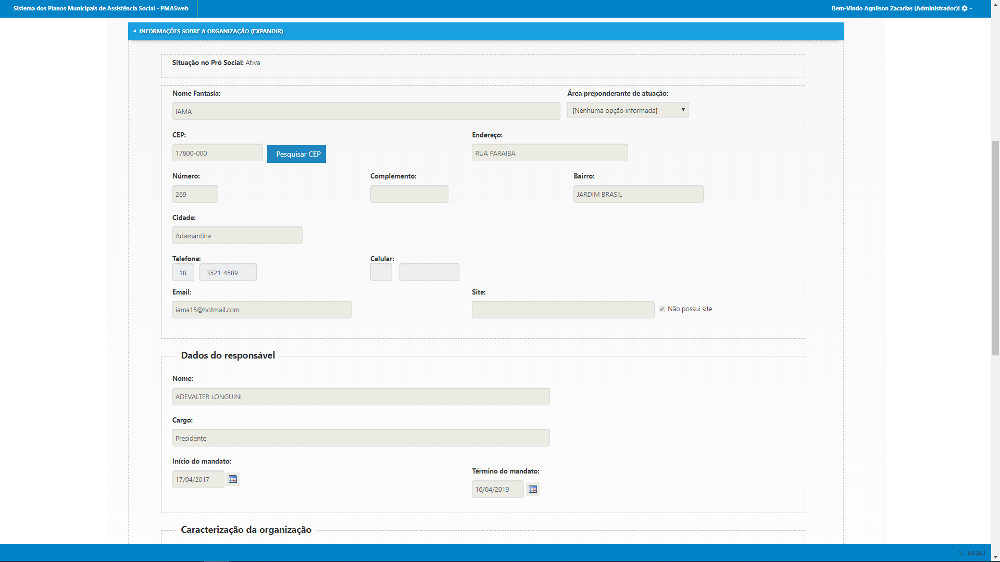 Sistema dos Planos Municipais de Assistência Social - PMASweb
Bem-Vindo Agnilson Zacarias (Administrador)!
INFORMAÇÕES SOBRE A ORGANIZAÇÃO (EXPANDIR)
Situação no Pró Social: Ativa
Nome Fantasia:
Área preponderante de atuação:
IAMA
[Nenhuma opção informada]
CEP:
Endereço:
17800-000
Pesquisar CEP
RUA PARAIBA
Número:
Complemento:
Bairro:
269
JARDIM BRASIL
Cidade:
Adamantina
Telefone:
Celular:
18
3521-4589
Email:
Site:
iama15@hotmail.com
Não possui site
Dados do responsável
Nome:
ADEVALTER LONGUINI
Cargo:
Presidente
Início do mandato:
Término do mandato:
17/04/2017
16/04/2019
Caracterização da organização
V. 19.8.29.1